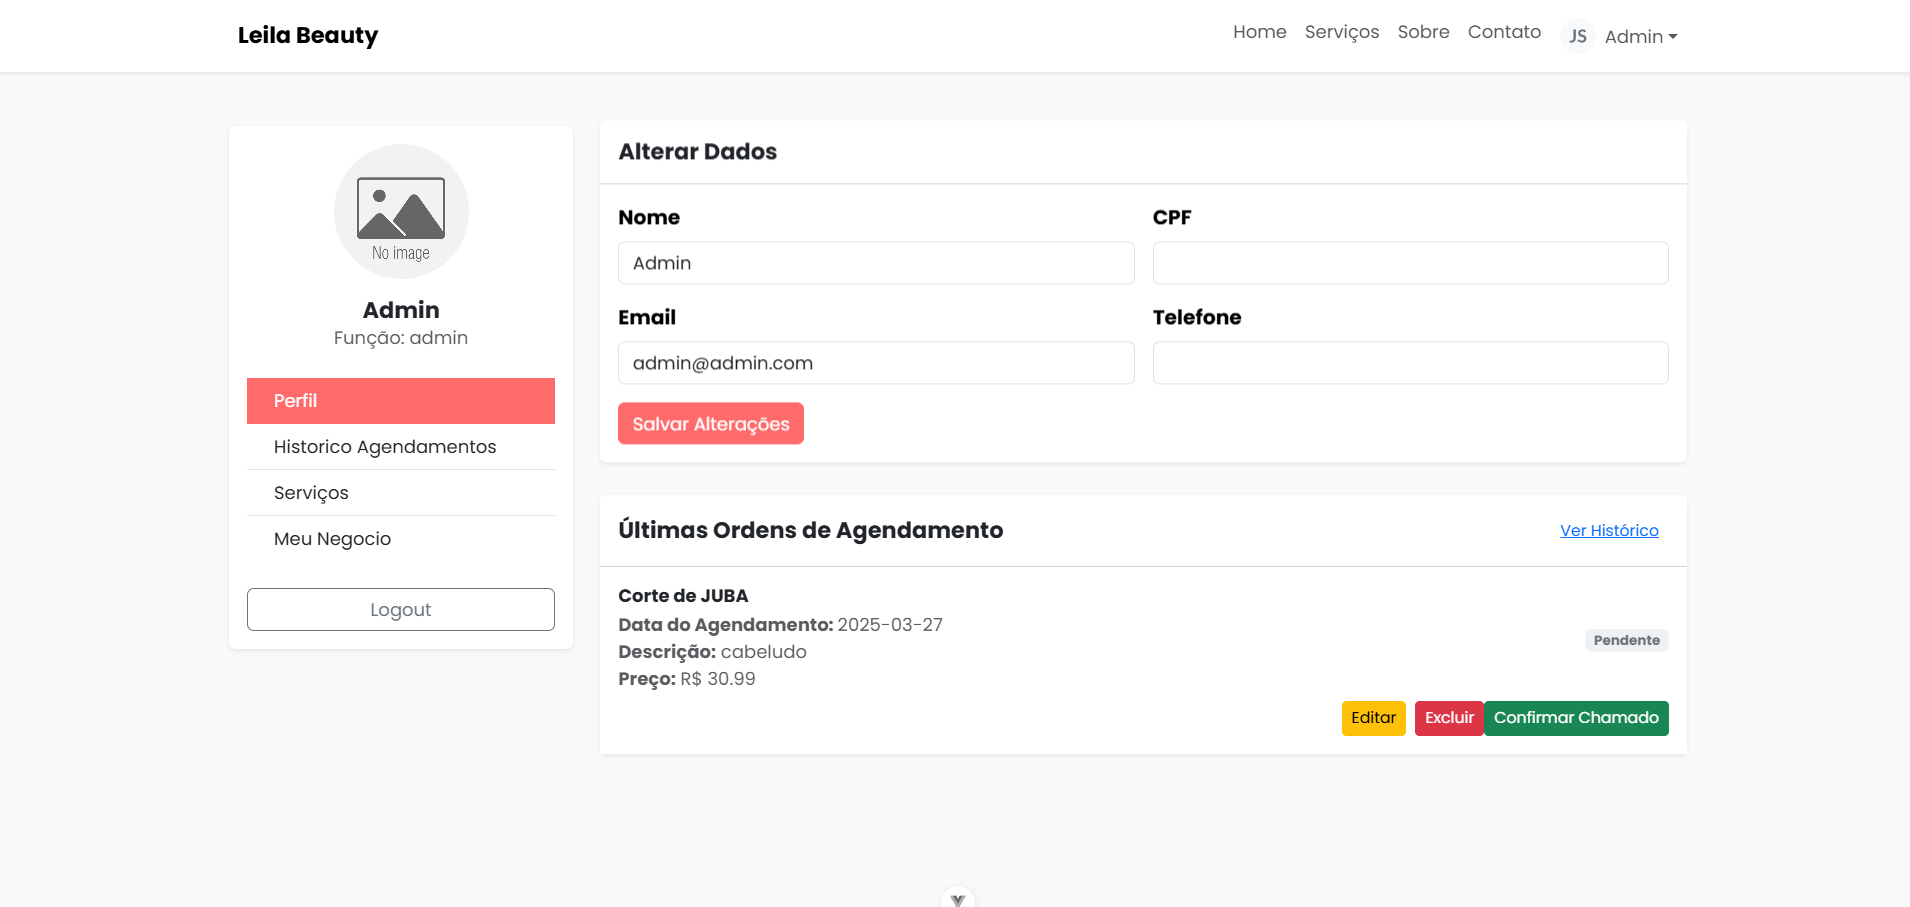 Leila Beauty
Home Serviços Sobre Contato JS Admin
No image
Admin
Função: admin
Perfil
Historico Agendamentos
Serviços
Meu Negocio
Logout
Alterar Dados
Nome CPF
Admin
Email Telefone
admin@admin.com
Salvar Alterações
Últimas Ordens de Agendamento Ver Histórico
Corte de JUBA
Data do Agendamento: 2025-03-27
Pendente
Descrição: cabeludo
Preço: R$ 30.99
Editar Excluir Confirmar Chamado